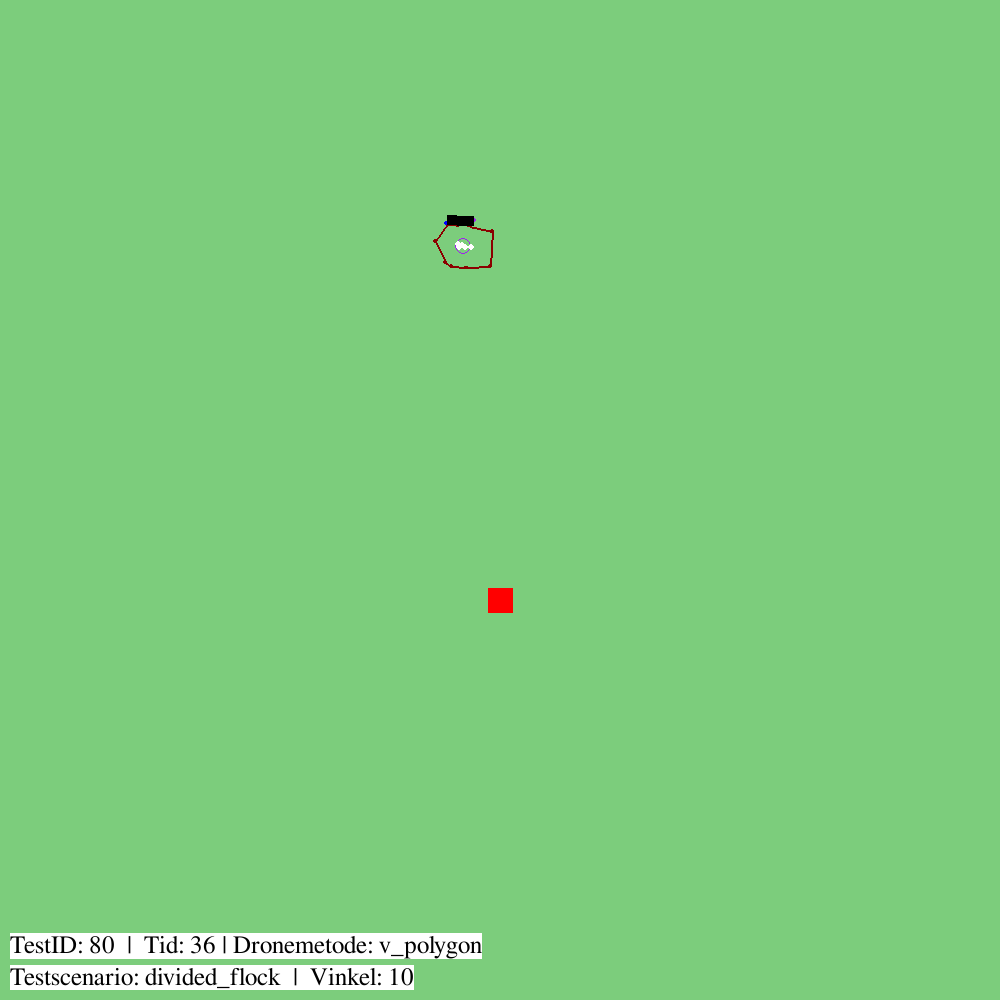 TestID: 80 | Tid: 36 | Dronemetode: v_polygon
Testscenario: divided_flock | Vinkel: 10